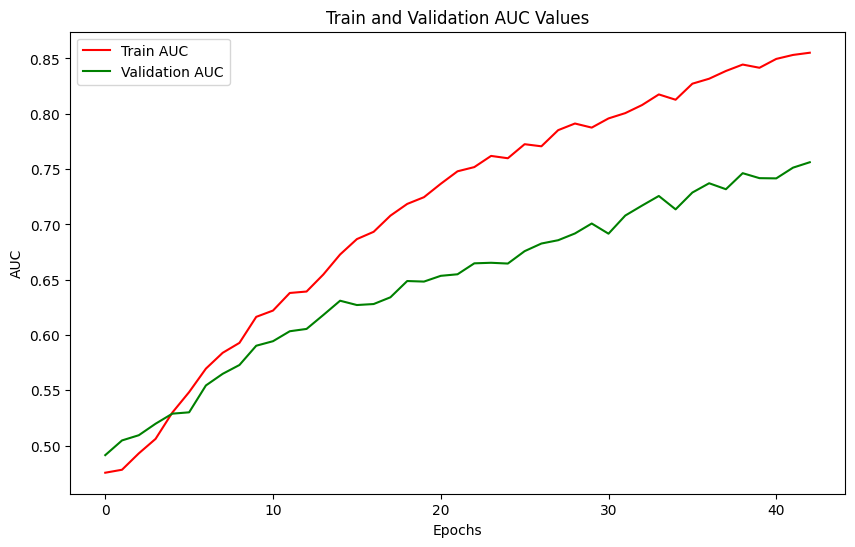 Train and Validation AUC Values
Train AUC
Validation AUC
0.85
0.80
0.75
0.70
0.65
0.60
0.55
0.50
AUC
0 10 20 30 40
Epochs